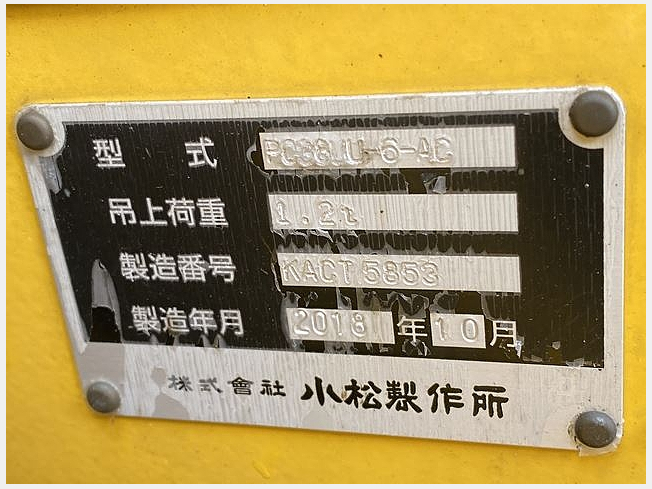 型式 PC38UU-6-AC
吊上荷重 1.2t
製造番号 KACT5853
製造年月 2018年10月
株式會社 小松製作所